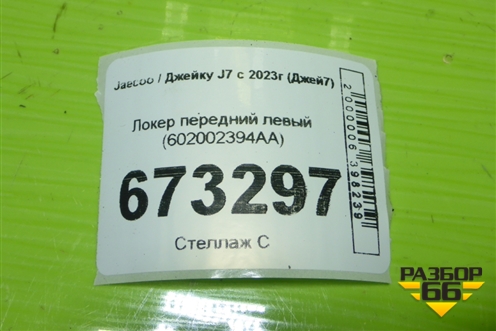 Jaecoo / Джейку J7 с 2023г (Джей7)
Локер передний левый
(602002394AA)
673297
Стеллаж С
2000006398239
РАЗБОР
66